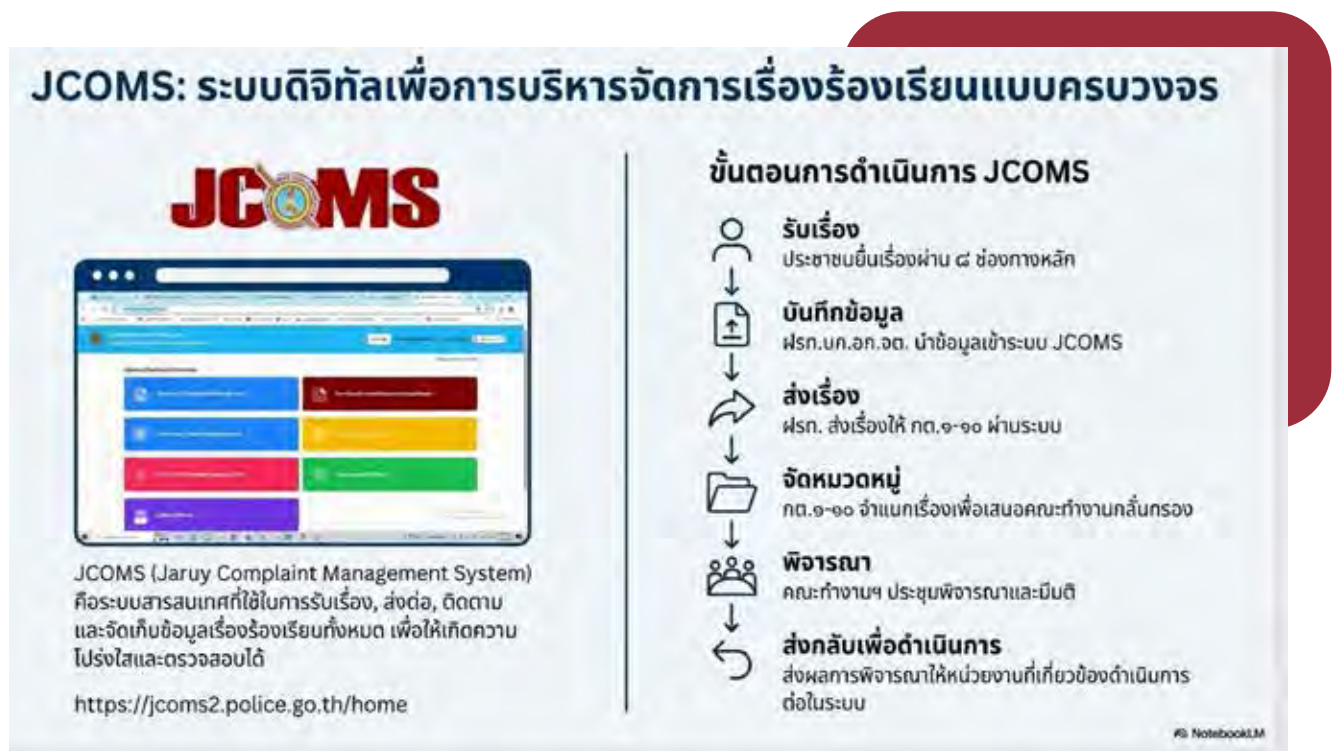 JCOMS: ระบบดิจิทัลเพื่อการบริหารจัดการเรื่องร้องเรียนแบบครบวงจร
JCOMS
JCOMS (Jaruy Complaint Management System)
คือระบบสารสนเทศที่ใช้ในการรับเรื่อง, ส่งต่อ, ติดตาม
และจัดเก็บข้อมูลเรื่องร้องเรียนทั้งหมด เพื่อให้เกิดความ
โปร่งใสและตรวจสอบได้
https://jcoms2.police.go.th/home
ขั้นตอนการดำเนินการ JCOMS
รับเรื่อง
ประชาชนยื่นเรื่องผ่าน ๘ ช่องทางหลัก
บันทึกข้อมูล
ฝรท.บก.อก.จต. นำข้อมูลเข้าระบบ JCOMS
ส่งเรื่อง
ฝรท. ส่งเรื่องให้ กต.๑-๑๐ ผ่านระบบ
จัดหมวดหมู่
กต.๑-๑๐ จำแนกเรื่องเพื่อเสนอคณะทำงานกลั่นกรอง
พิจารณา
คณะทำงานฯ ประชุมพิจารณาและมีมติ
ส่งกลับเพื่อดำเนินการ
ส่งผลการพิจารณาให้หน่วยงานที่เกี่ยวข้องดำเนินการ
ต่อในระบบ
NotebookLM